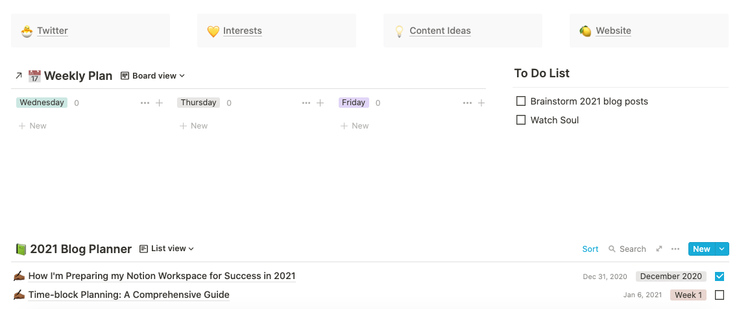 Twitter
Interests
Content Ideas
Website
Weekly Plan
Board view
Wednesday 0
Thursday 0
Friday 0
New
New
New
To Do List
Brainstorm 2021 blog posts
Watch Soul
2021 Blog Planner
List view
Sort
Search
New
How I'm Preparing my Notion Workspace for Success in 2021
Dec 31, 2020
December 2020
Time-block Planning: A Comprehensive Guide
Jan 6, 2021
Week 1